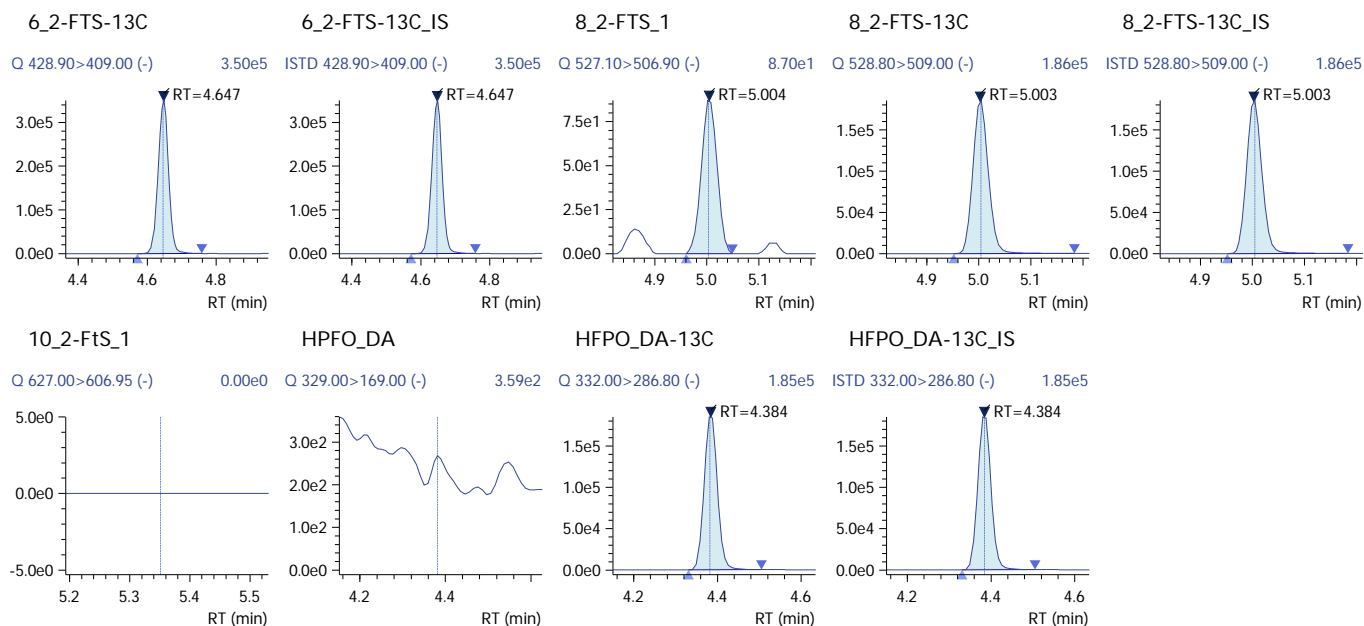 6_2-FTS-13C
Q 428.90>409.00 (-) 3.50e5
RT=4.647
3.0e5
2.0e5
1.0e5
0.0e0
4.4 4.6 4.8
RT (min)
6_2-FTS-13C_IS
ISTD 428.90>409.00 (-) 3.50e5
RT=4.647
3.0e5
2.0e5
1.0e5
0.0e0
4.4 4.6 4.8
RT (min)
8_2-FTS_1
Q 527.10>506.90 (-) 8.70e1
RT=5.004
7.5e1
5.0e1
2.5e1
0.0e0
4.9 5.0 5.1
RT (min)
8_2-FTS-13C
Q 528.80>509.00 (-) 1.86e5
RT=5.003
1.5e5
1.0e5
5.0e4
0.0e0
4.9 5.0 5.1
RT (min)
8_2-FTS-13C_IS
ISTD 528.80>509.00 (-) 1.86e5
RT=5.003
1.5e5
1.0e5
5.0e4
0.0e0
4.9 5.0 5.1
RT (min)
10_2-FtS_1
Q 627.00>606.95 (-) 0.00e0
5.0e0
0.0e0
-5.0e0
5.2 5.3 5.4 5.5
RT (min)
HPFO_DA
Q 329.00>169.00 (-) 3.59e2
3.0e2
2.0e2
1.0e2
0.0e0
4.2 4.4
RT (min)
HFPO_DA-13C
Q 332.00>286.80 (-) 1.85e5
RT=4.384
1.5e5
1.0e5
5.0e4
0.0e0
4.2 4.4 4.6
RT (min)
HFPO_DA-13C_IS
ISTD 332.00>286.80 (-) 1.85e5
RT=4.384
1.5e5
1.0e5
5.0e4
0.0e0
4.2 4.4 4.6
RT (min)